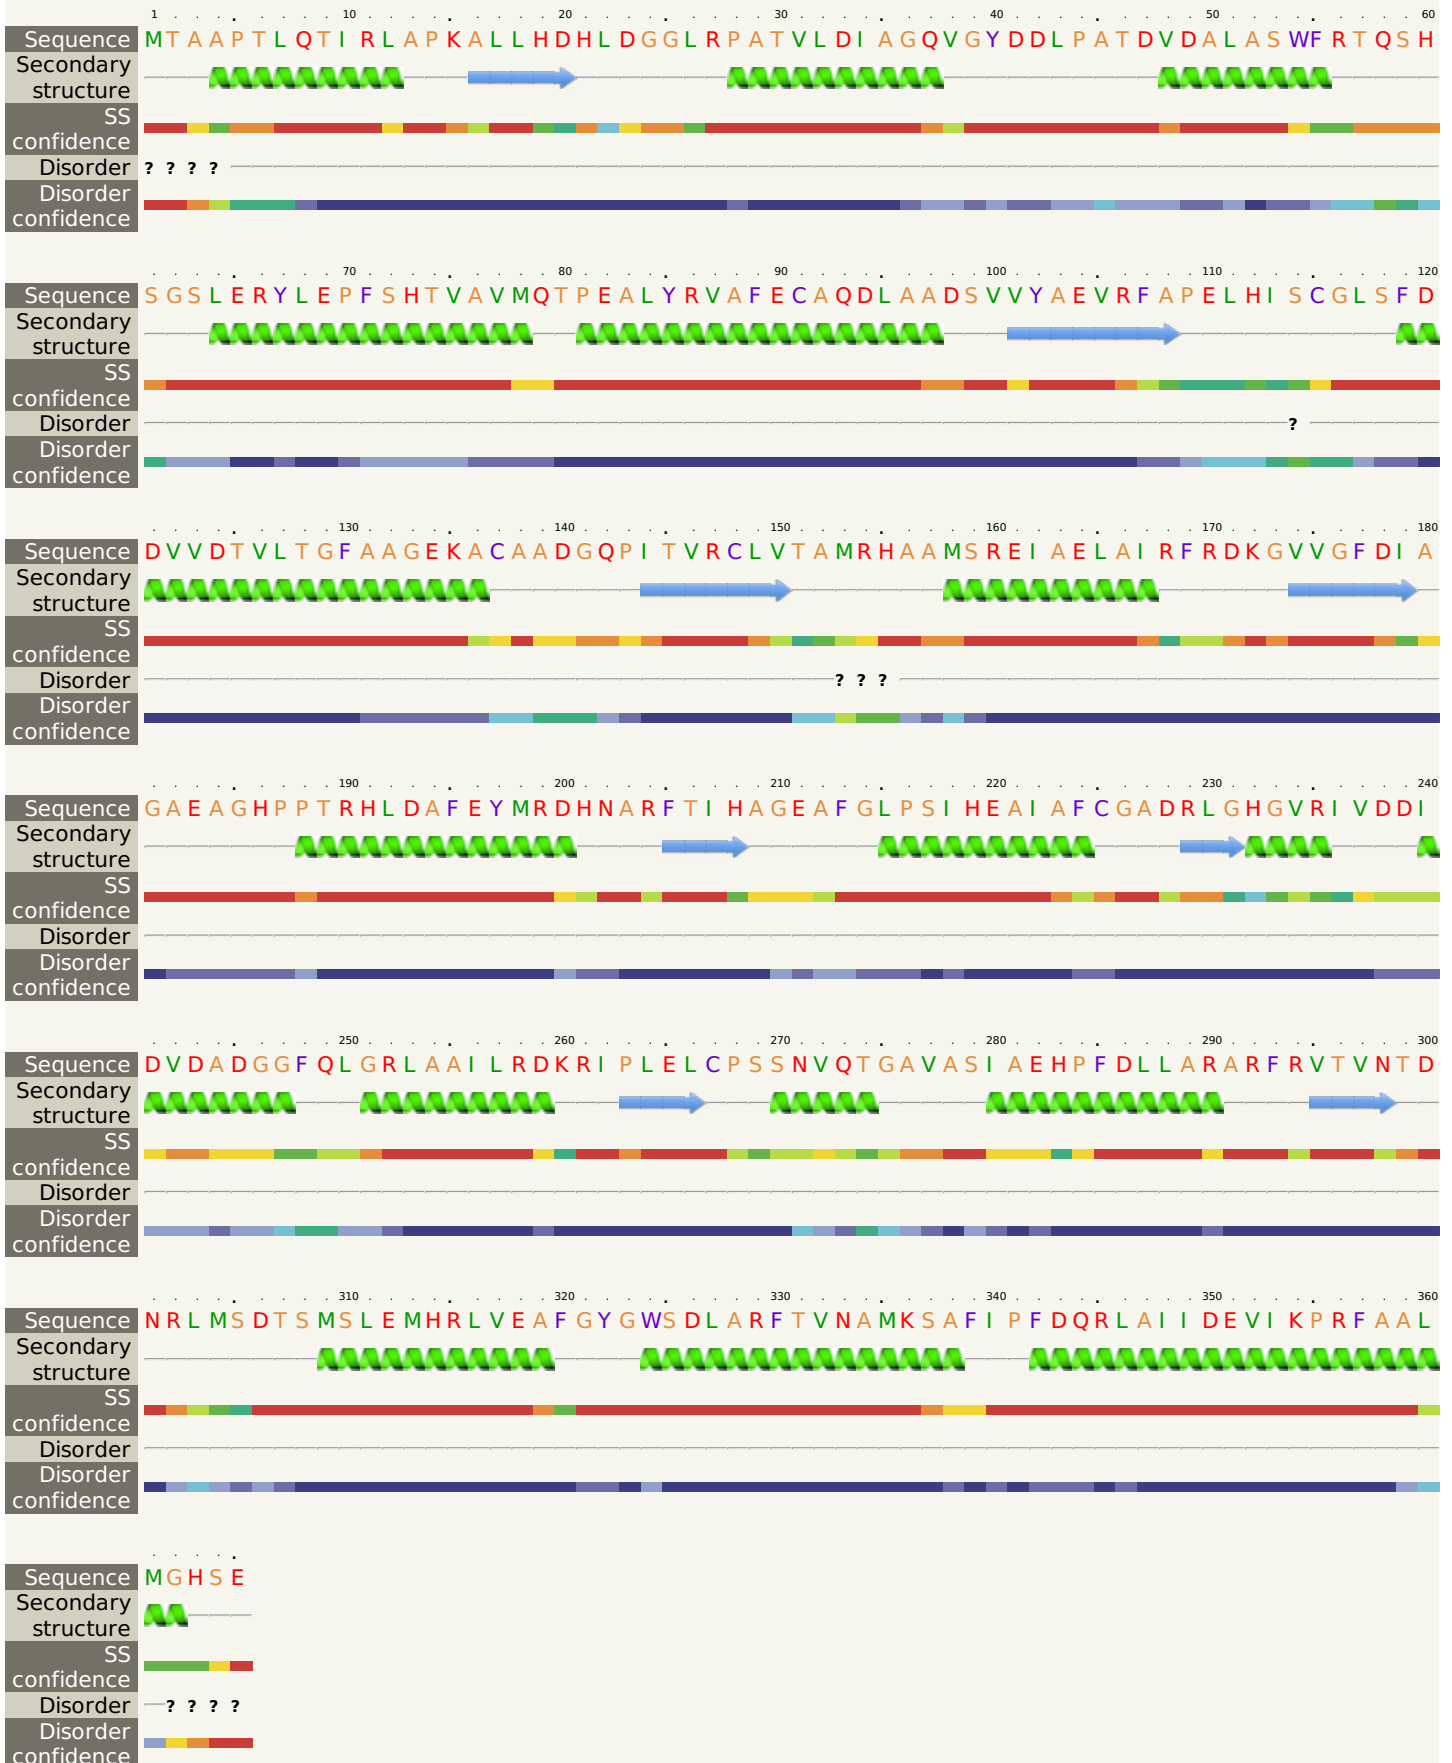 1 10 20 30 40 50 60
Sequence MTAAPTLQTIRLAPKALLHDHLDGGLRPATVLDIAGQVGYDDLPATDVDALASWFRTQSH
Secondary
structure
SS
confidence
Disorder ? ? ? ?
Disorder
confidence
70 80 90 100 110 120
Sequence SGSLERYLEPFSHTVAVMQTPEALYRVAFECAQDLAADSVVYAEVRFAPELHISCGLSFD
Secondary
structure
SS
confidence
Disorder ?
Disorder
confidence
130 140 150 160 170 180
Sequence DVVDTVLTGFAAGEKACAADGQPITVRCLVTAMRHAAMSREIAELAIRFRDKGVVGFDIA
Secondary
structure
SS
confidence
Disorder ? ? ?
Disorder
confidence
190 200 210 220 230 240
Sequence GAEAGHPPTRHLDAFEYMRDHNARFTIHAGEAFGLPSIHEAIAFCGADRLGHGVRIVDDI
Secondary
structure
SS
confidence
Disorder
Disorder
confidence
250 260 270 280 290 300
Sequence DVDADGGFQLGRLAAILRDKRIPLELCPSSNVQTGAVASIAEHPFDLLARARFRVTVNTD
Secondary
structure
SS
confidence
Disorder
Disorder
confidence
310 320 330 340 350 360
Sequence NRLMSDTSMSLEMHRLVEAFGYGWSDLARFTVNAMKSAFIPFDQRLAIIDEVIKPRFAAL
Secondary
structure
SS
confidence
Disorder
Disorder
confidence
Sequence MGHSE
Secondary
structure
SS
confidence
Disorder ? ? ? ?
Disorder
confidence